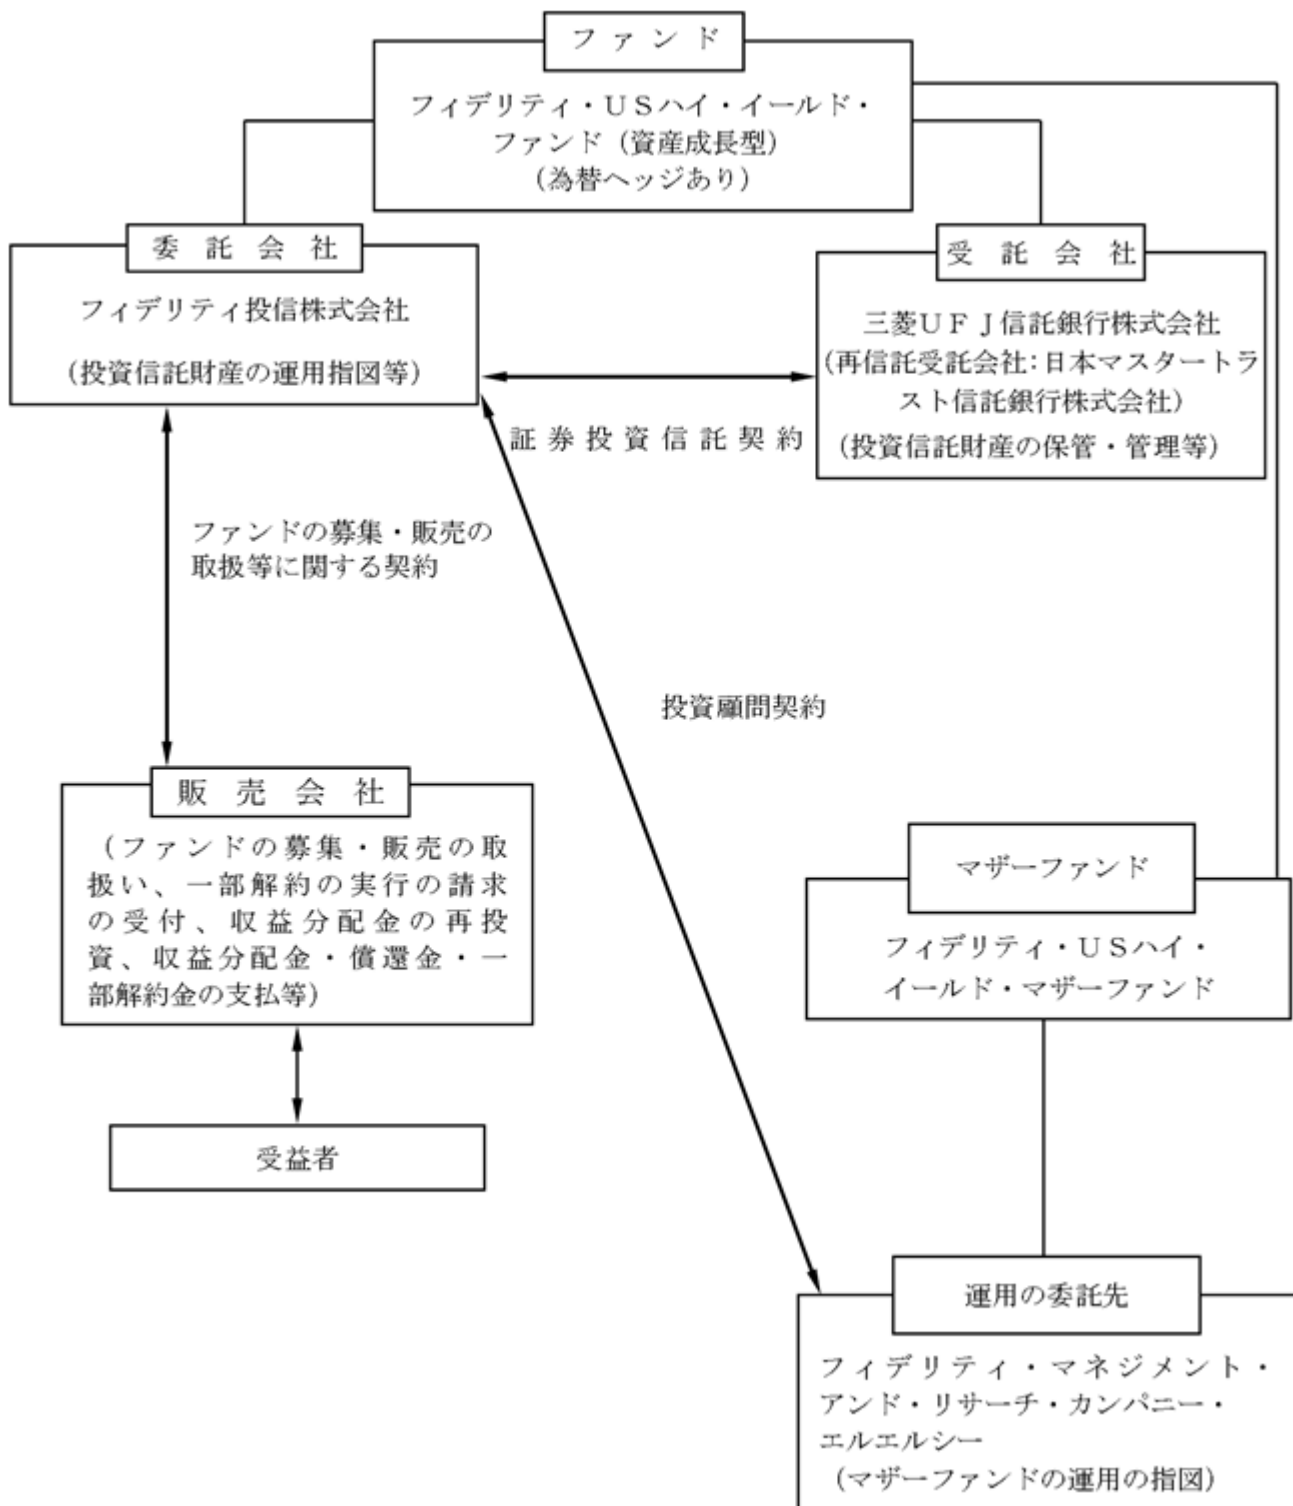 ファンド
フィデリティ・USハイ・イールド・
ファンド（資産成長型）
（為替ヘッジあり）
委託会社
フィデリティ投信株式会社
（投資信託財産の運用指図等）
受託会社
三菱UFJ信託銀行株式会社
（再信託受託会社：日本マスタートラ
スト信託銀行株式会社）
（投資信託財産の保管・管理等）
証券投資信託契約
ファンドの募集・販売の
取扱等に関する契約
投資顧問契約
販売会社
（ファンドの募集・販売の取
扱い、一部解約の実行の請求
の受付、収益分配金の再投
資、収益分配金・償還金・一
部解約金の支払等）
受益者
マザーファンド
フィデリティ・USハイ・
イールド・マザーファンド
運用の委託先
フィデリティ・マネジメント・
アンド・リサーチ・カンパニー・
エルエルシー
（マザーファンドの運用の指図）